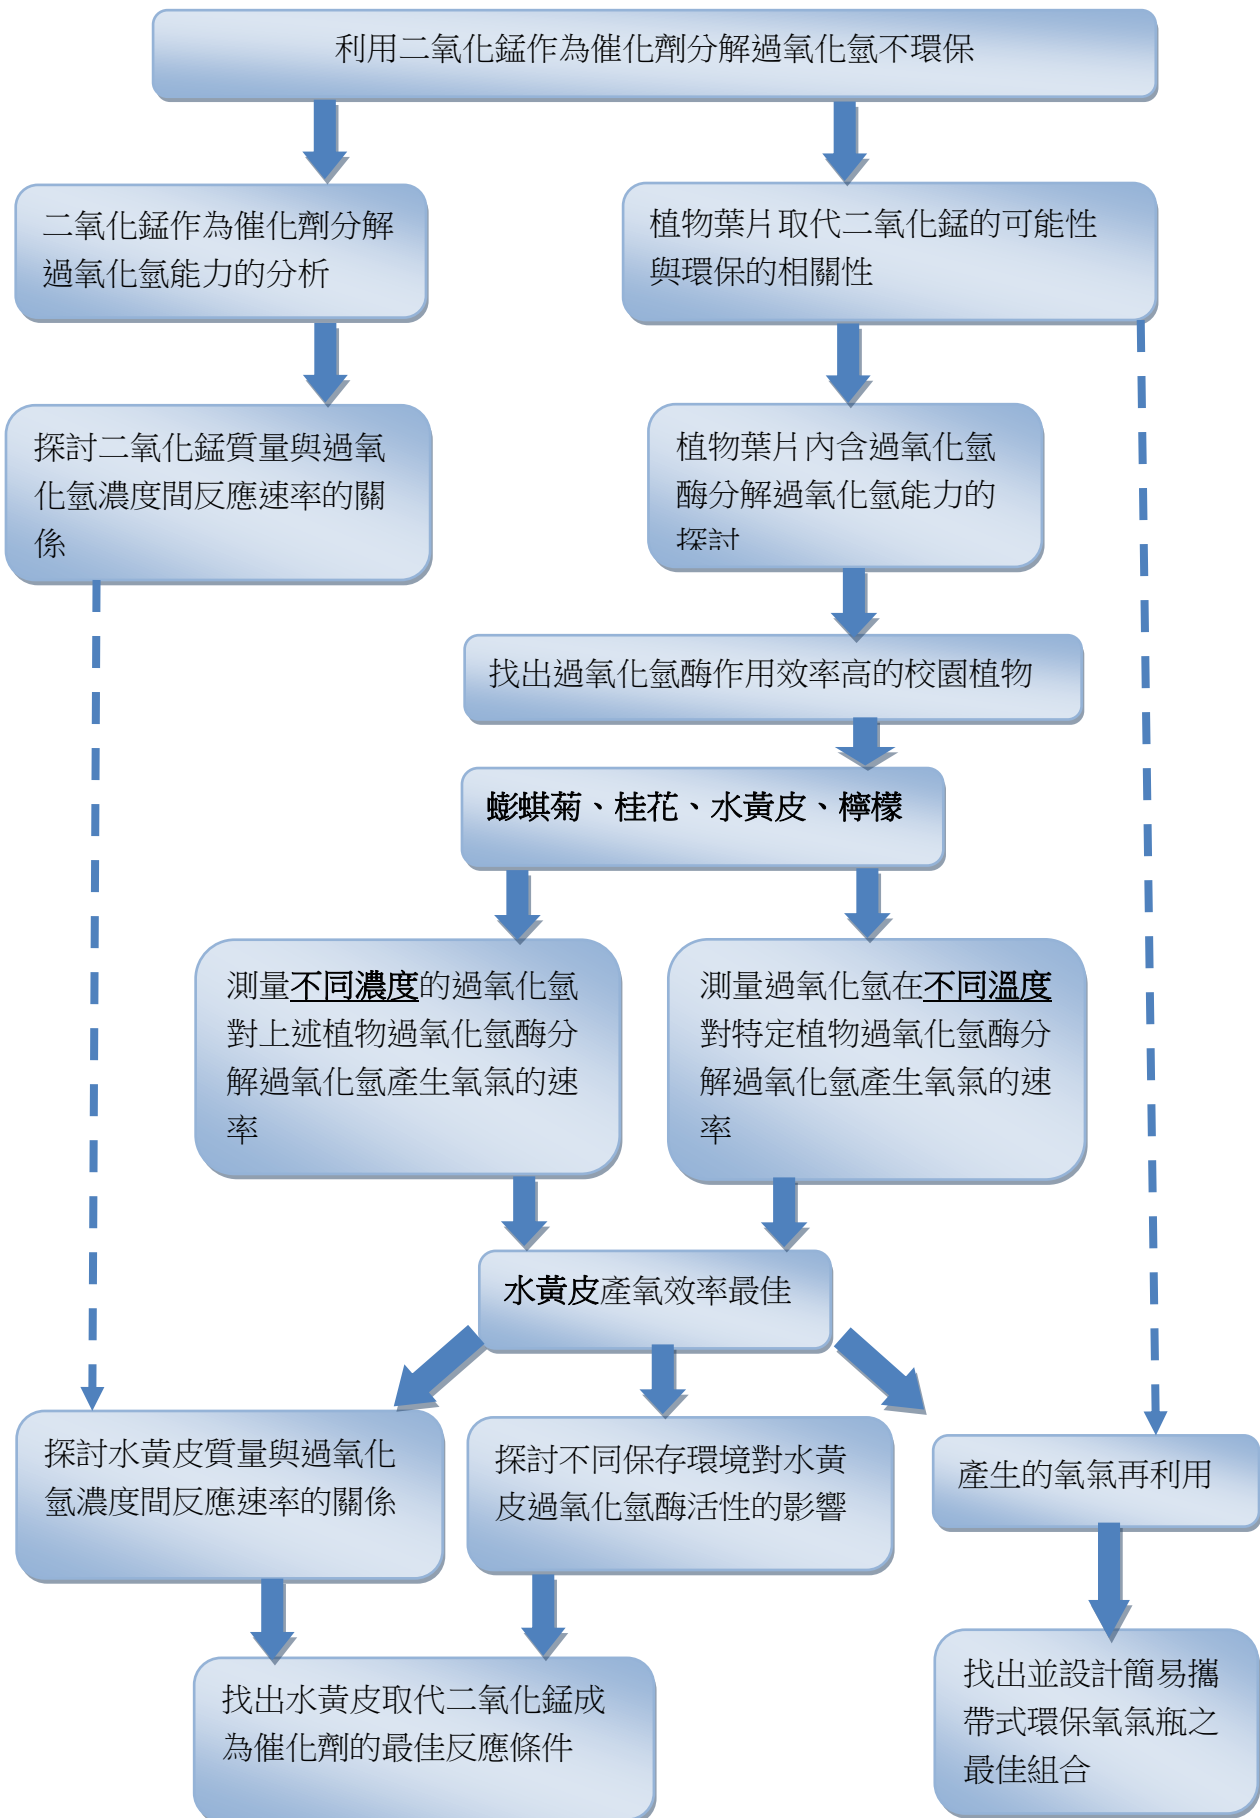 利用二氧化錳作為催化劑分解過氧化氫不環保
二氧化錳作為催化劑分解
過氧化氫能力的分析
植物葉片取代二氧化錳的可能性
與環保的相關性
探討二氧化錳質量與過氧
化氫濃度間反應速率的關
係
植物葉片內含過氧化氫
酶分解過氧化氫能力的
探討
找出過氧化氫酶作用效率高的校園植物
蟛蜞菊、桂花、水黃皮、檸檬
測量不同濃度的過氧化氫
對上述植物過氧化氫酶分
解過氧化氫產生氧氣的速
率
測量過氧化氫在不同溫度
對特定植物過氧化氫酶分
解過氧化氫產生氧氣的速
率
水黃皮產氧效率最佳
探討水黃皮質量與過氧化
氫濃度間反應速率的關係
探討不同保存環境對水黃
皮過氧化氫酶活性的影響
產生的氧氣再利用
找出水黃皮取代二氧化錳成
為催化劑的最佳反應條件
找出並設計簡易攜
帶式環保氧氣瓶之
最佳組合